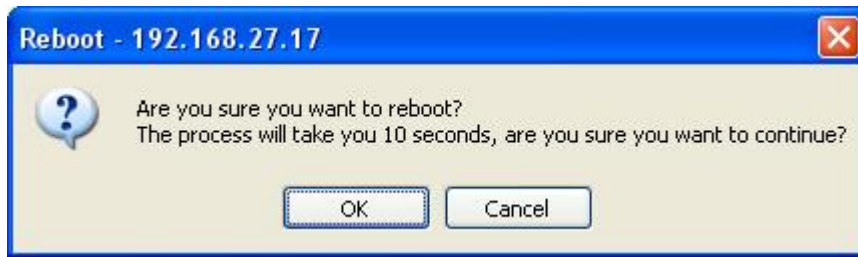 Reboot - 192.168.27.17
Are you sure you want to reboot?
The process will take you 10 seconds, are you sure you want to continue?
OK
Cancel